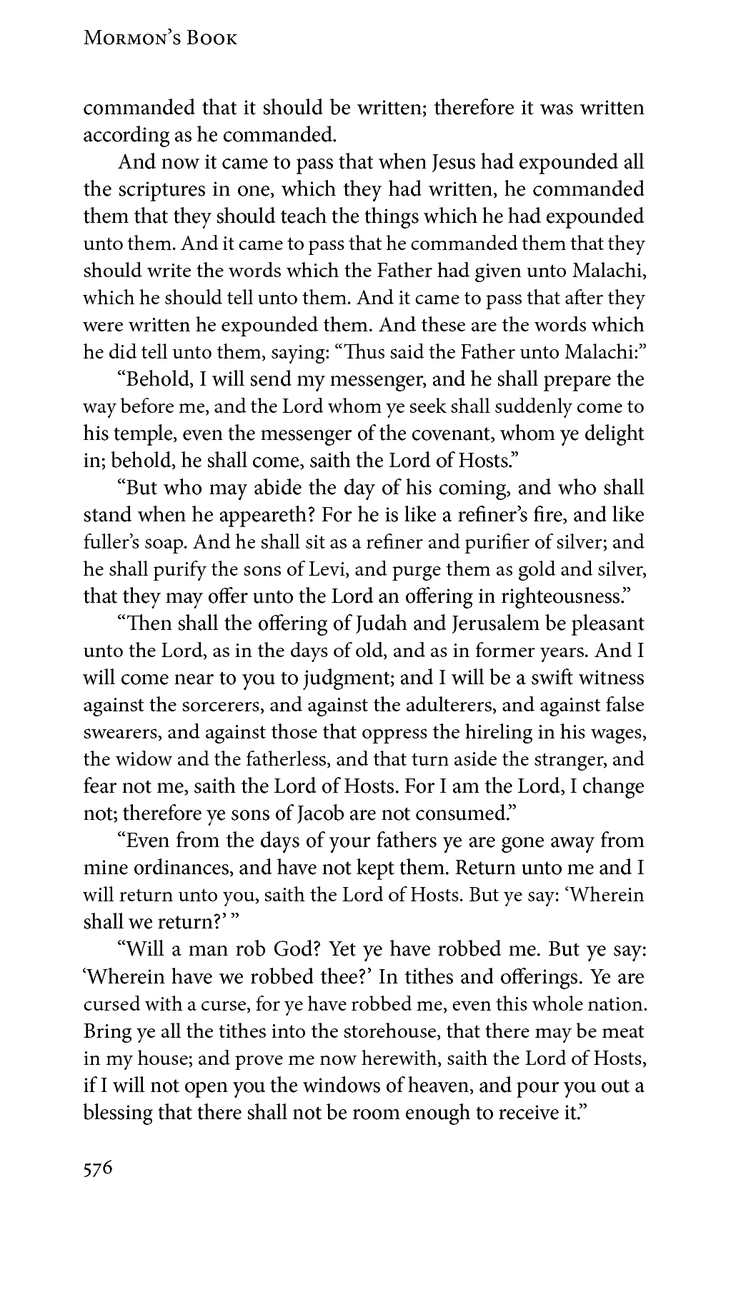 Mormon’s Book
commanded that it should be written; therefore it was written
according as he commanded.
And now it came to pass that when Jesus had expounded all
the scriptures in one, which they had written, he commanded
them that they should teach the things which he had expounded
unto them. And it came to pass that he commanded them that they
should write the words which the Father had given unto Malachi,
which he should tell unto them. And it came to pass that after they
were written he expounded them. And these are the words which
he did tell unto them, saying: “Thus said the Father unto Malachi:”
“Behold, I will send my messenger, and he shall prepare the
way before me, and the Lord whom ye seek shall suddenly come to
his temple, even the messenger of the covenant, whom ye delight
in; behold, he shall come, saith the Lord of Hosts.”
“But who may abide the day of his coming, and who shall
stand when he appeareth? For he is like a refiner’s fire, and like
fuller’s soap. And he shall sit as a refiner and purifier of silver; and
he shall purify the sons of Levi, and purge them as gold and silver,
that they may offer unto the Lord an offering in righteousness.”
“Then shall the offering of Judah and Jerusalem be pleasant
unto the Lord, as in the days of old, and as in former years. And I
will come near to you to judgment; and I will be a swift witness
against the sorcerers, and against the adulterers, and against false
swearers, and against those that oppress the hireling in his wages,
the widow and the fatherless, and that turn aside the stranger, and
fear not me, saith the Lord of Hosts. For I am the Lord, I change
not; therefore ye sons of Jacob are not consumed.”
“Even from the days of your fathers ye are gone away from
mine ordinances, and have not kept them. Return unto me and I
will return unto you, saith the Lord of Hosts. But ye say: ‘Wherein
shall we return?’ ”
“Will a man rob God? Yet ye have robbed me. But ye say:
‘Wherein have we robbed thee?’ In tithes and offerings. Ye are
cursed with a curse, for ye have robbed me, even this whole nation.
Bring ye all the tithes into the storehouse, that there may be meat
in my house; and prove me now herewith, saith the Lord of Hosts,
if I will not open you the windows of heaven, and pour you out a
blessing that there shall not be room enough to receive it.”
576